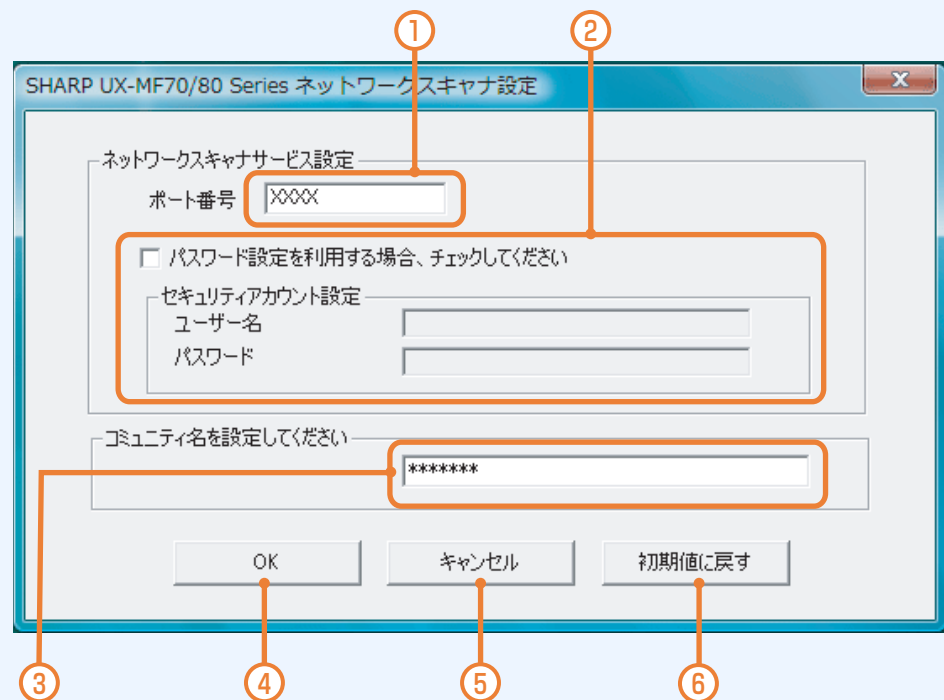 ① ②
SHARP UX-MF70/80 Series ネットワークスキャナ設定
ネットワークスキャナサービス設定
ポート番号 XXXX
パスワード設定を利用する場合、チェックしてください
セキュリティアカウント設定
ユーザー名
パスワード
コミュニティ名を設定してください
*******
OK キャンセル 初期値に戻す
③ ④ ⑤ ⑥